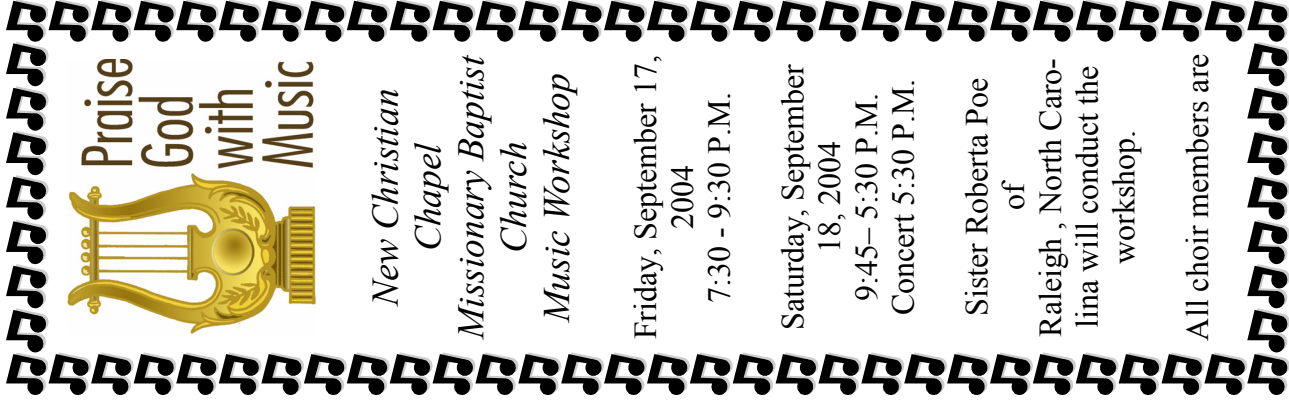 Praise
God
with
Music
New Christian
Chapel
Missionary Baptist
Church
Music Workshop
Friday, September 17,
2004
7:30 - 9:30 P.M.
Saturday, September
18, 2004
9:45– 5:30 P.M.
Concert 5:30 P.M.
Sister Roberta Poe
of
Raleigh , North Caro-
lina will conduct the
workshop.
All choir members are